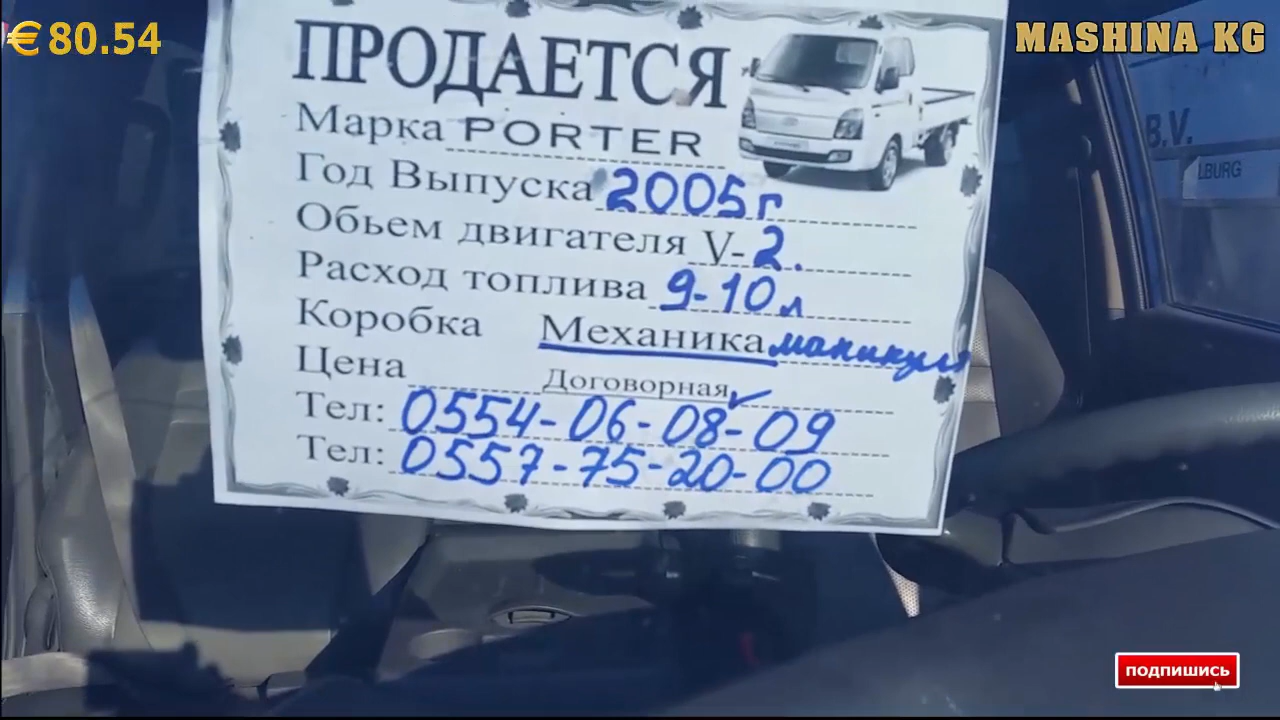 €80.54
MASHINA KG
ПРОДАЕТСЯ
Марка PORTER
Год Выпуска 2005г
Обьем двигателя V-2.
Расход топлива 9-10л
Коробка Механика
Цена Договорная
Тел: 0554-06-08-09
Тел: 0557-75-20-00
B.V.
LBURG
подпишись